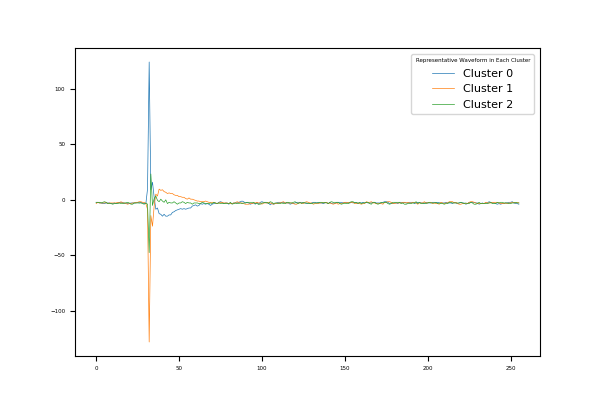 Representative Waveform in Each Cluster
Cluster 0
Cluster 1
Cluster 2
100
50
0
−50
−100
0 50 100 150 200 250